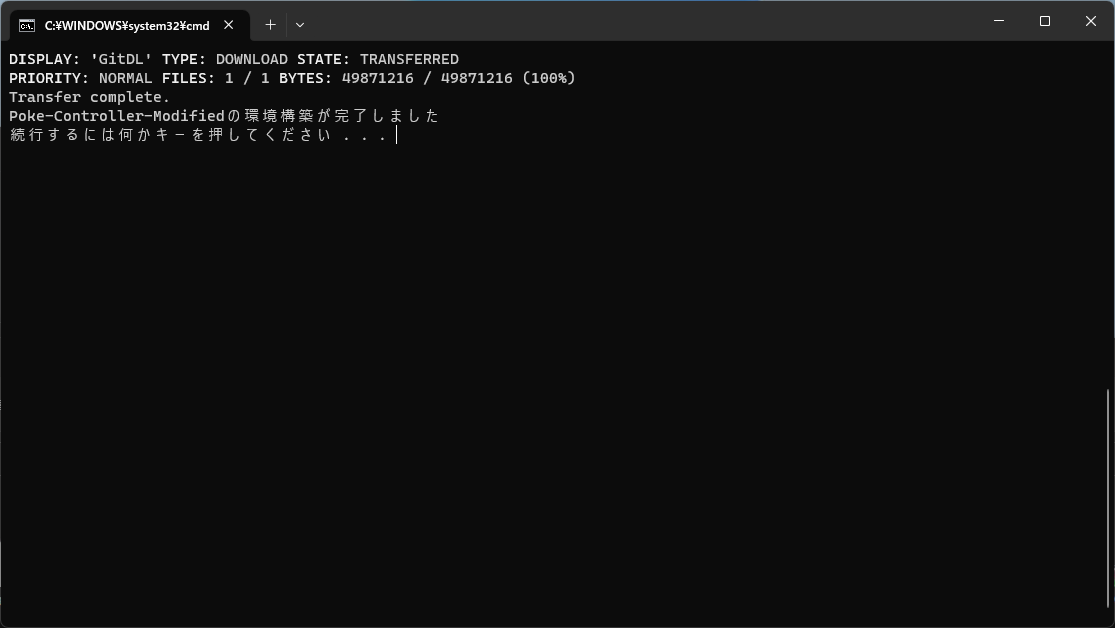 C:¥WINDOWS¥system32¥cmd
DISPLAY: 'GitDL' TYPE: DOWNLOAD STATE: TRANSFERRED
PRIORITY: NORMAL FILES: 1 / 1 BYTES: 49871216 / 49871216 (100%)
Transfer complete.
Poke-Controller-Modifiedの環境構築が完了しました
続行するには何かキーを押してください . . .